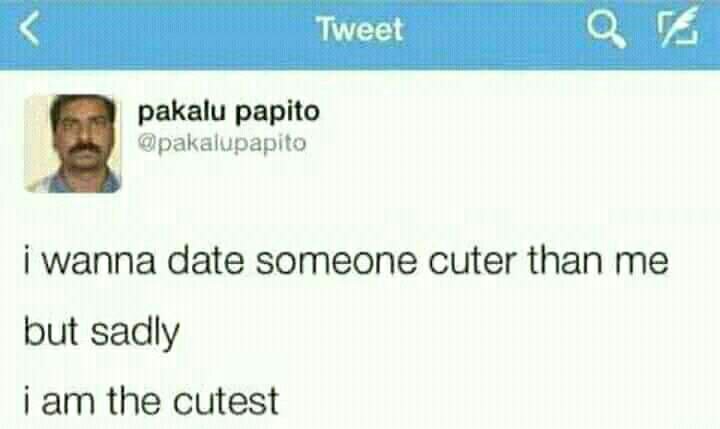 Tweet
pakalu papito
@pakalupapito
i wanna date someone cuter than me
but sadly
i am the cutest